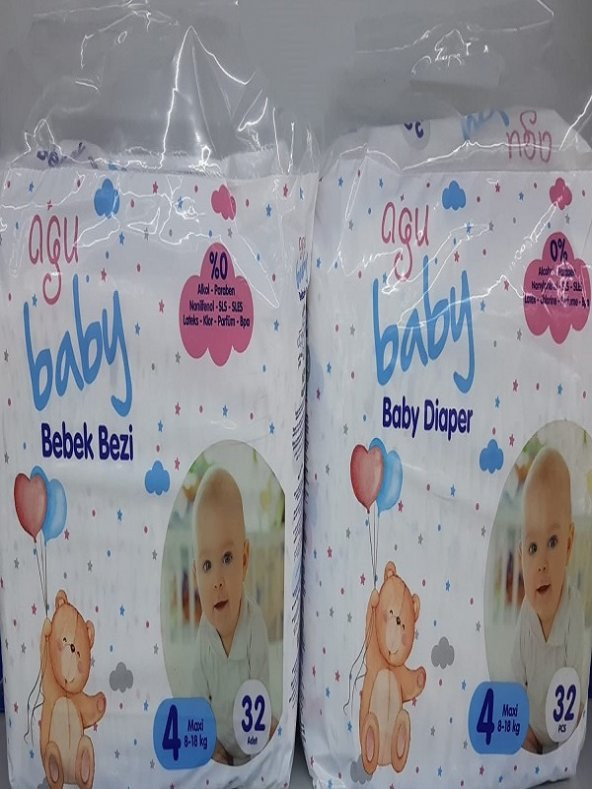 agu
baby
Bebek Bezi
%0
Alkol - Paraben
Nonilfenol - SLS - SLES
Lateks - Klor - Parfüm - Bpa
4
Maxi
8-18 kg
32
Adet
agu
agu
baby
Baby Diaper
0%
4
Maxi
8-18 kg
32
PCS